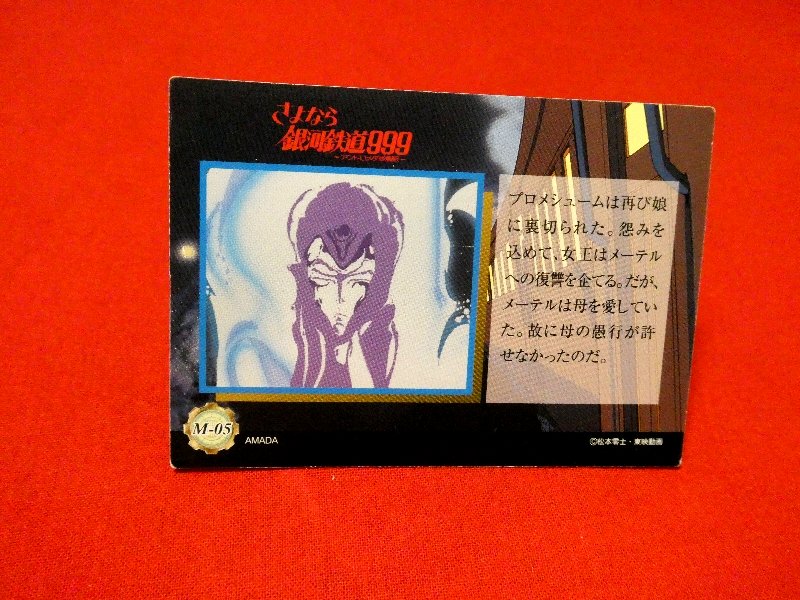 さよなら
銀河鉄道999
プロメシュームは再び娘
に裏切られた。怨みを
込めて、女王はメーテル
への復讐を企てる。だが、
メーテルは母を愛してい
た。故に母の愚行が許
せなかったのだ。
M-05
AMADA
©松本零士・東映動画